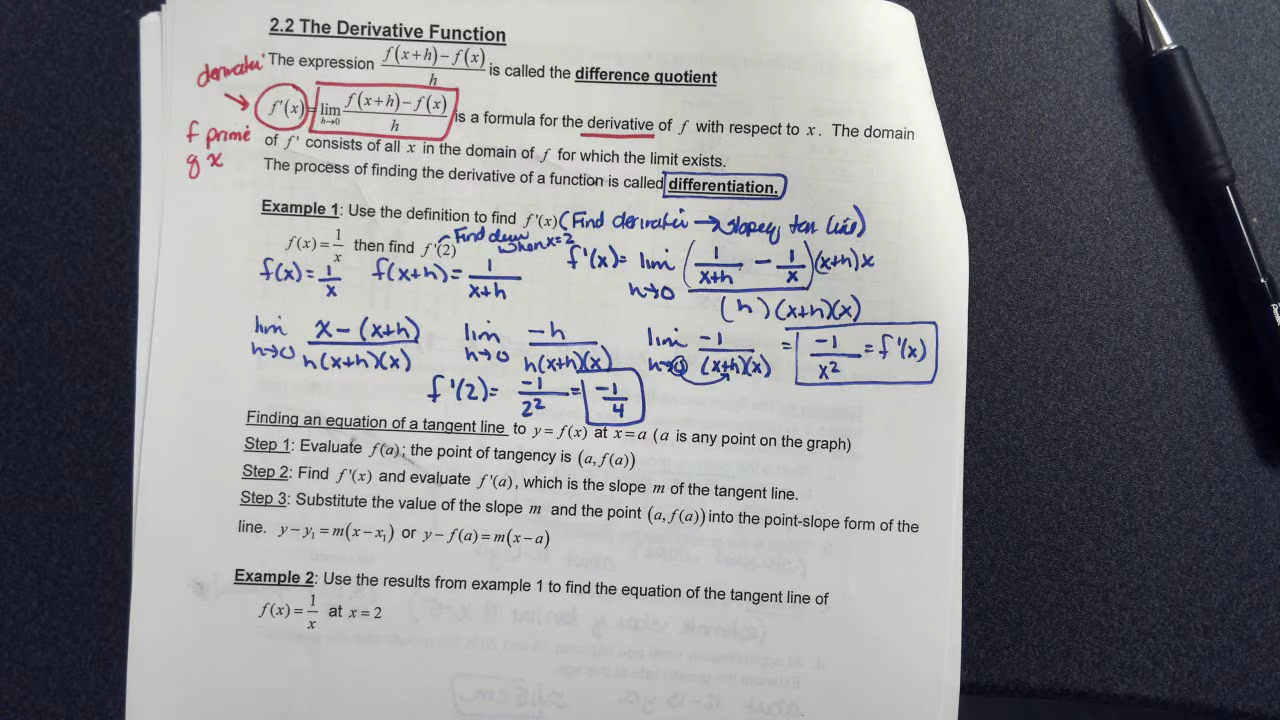 2.2 The Derivative Function
The expression f(x+h)−f(x)/h is called the difference quotient
f'(x) = lim h→0 f(x+h)−f(x)/h is a formula for the derivative of f with respect to x. The domain
f prime
of f' consists of all x in the domain of f for which the limit exists.
The process of finding the derivative of a function is called differentiation.
Example 1: Use the definition to find f'(x) (Find → slope of tan line)
f(x)=1/x then find f'(2) Find when x=2
f(x)=1/x f(x+h)=1/x+h f'(x)= lim h→0 (1/x+h − 1/x)(x+h)x/(h)(x+h)(x)
lim h→0 x−(x+h)/h(x+h)(x) lim h→0 −h/h(x+h)(x) lim h→0 −1/(x+h)(x) = −1/x² = f'(x)
f'(2)= −1/2² = −1/4
Finding an equation of a tangent line to y=f(x) at x=a (a is any point on the graph)
Step 1: Evaluate f(a); the point of tangency is (a, f(a))
Step 2: Find f'(x) and evaluate f'(a), which is the slope m of the tangent line.
Step 3: Substitute the value of the slope m and the point (a, f(a)) into the point-slope form of the
line. y−y₁=m(x−x₁) or y−f(a)=m(x−a)
Example 2: Use the results from example 1 to find the equation of the tangent line of
f(x)=1/x at x=2